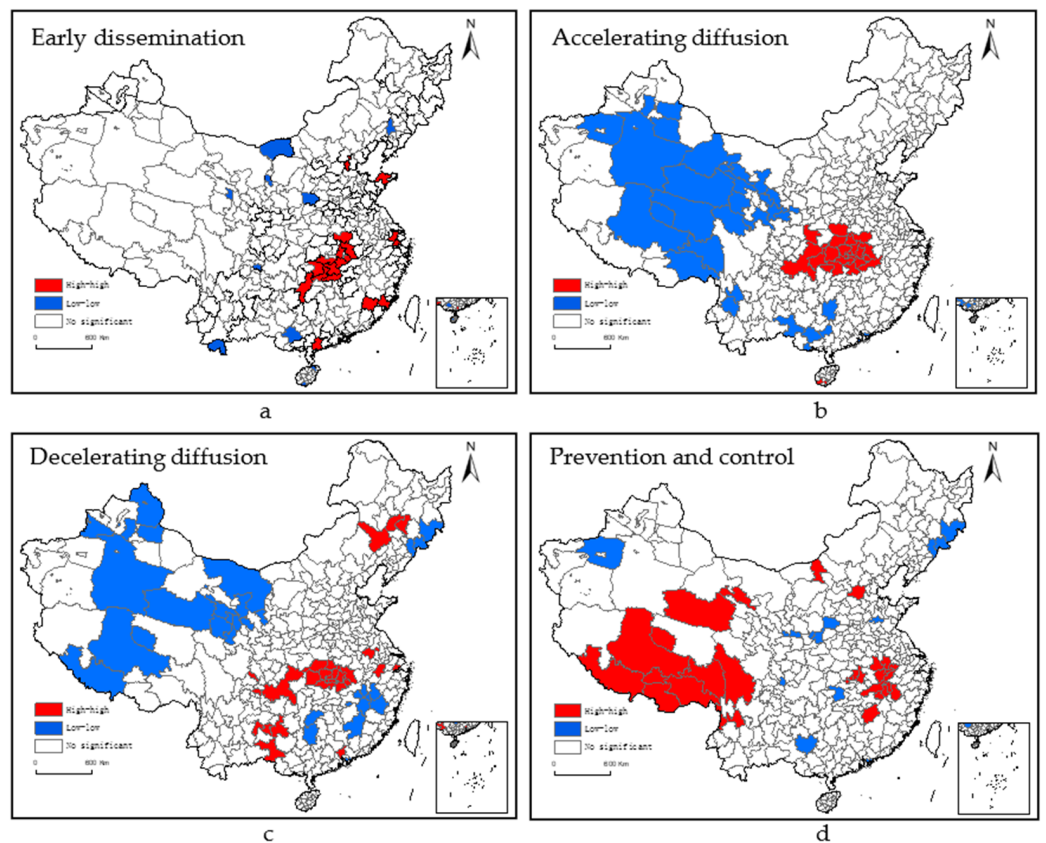 Early dissemination
N
High-high
Low-low
No significant
0 600 Km
a
Accelerating diffusion
N
High-high
Low-low
No significant
0 600 Km
b
Decelerating diffusion
N
High-high
Low-low
No significant
0 600 Km
c
Prevention and control
N
High-high
Low-low
No significant
0 600 Km
d